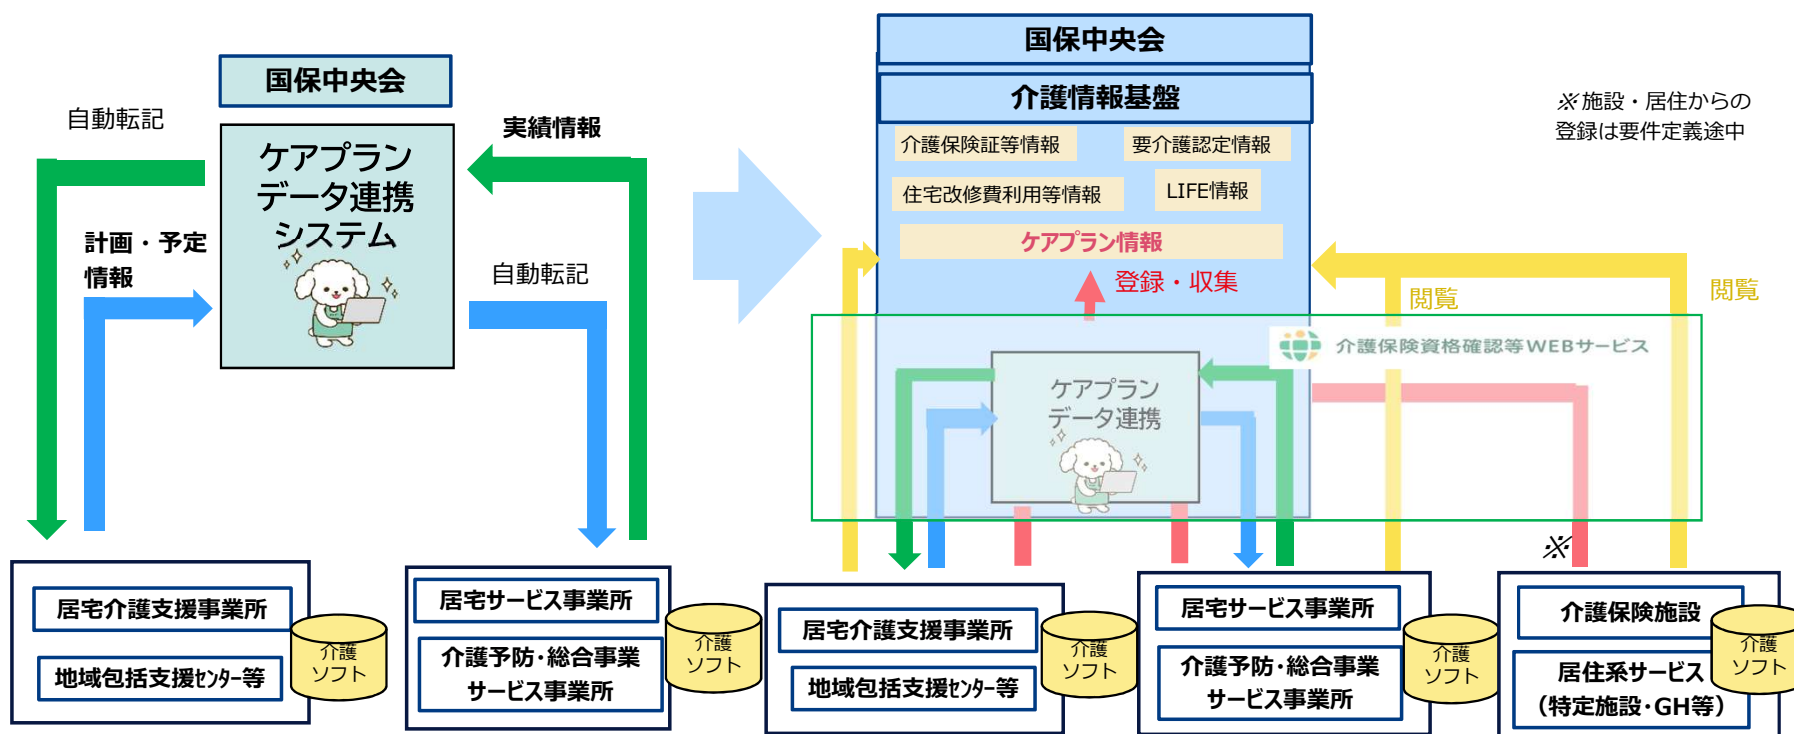 国保中央会
自動転記
実績情報
ケアプラン
データ連携
システム
計画・予定
情報
自動転記
居宅介護支援事業所
地域包括支援ｾﾝﾀｰ等
介護
ソフト
居宅サービス事業所
介護予防・総合事業
サービス事業所
介護
ソフト
国保中央会
介護情報基盤
介護保険証等情報
要介護認定情報
住宅改修費利用等情報
LIFE情報
ケアプラン情報
登録・収集
※施設・居住からの
登録は要件定義途中
閲覧
閲覧
介護保険資格確認等WEBサービス
ケアプラン
データ連携
※
居宅介護支援事業所
地域包括支援ｾﾝﾀｰ等
介護
ソフト
居宅サービス事業所
介護予防・総合事業
サービス事業所
介護
ソフト
介護保険施設
居住系サービス
（特定施設・GH等）
介護
ソフト